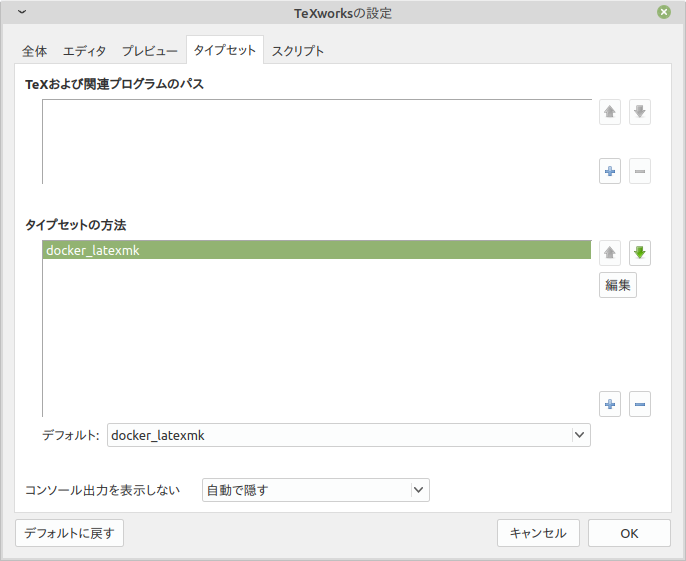 TeXworksの設定
全体 エディタ プレビュー タイプセット スクリプト
TeXおよび関連プログラムのパス
タイプセットの方法
docker_latexmk
編集
デフォルト: docker_latexmk
コンソール出力を表示しない 自動で隠す
デフォルトに戻す キャンセル OK